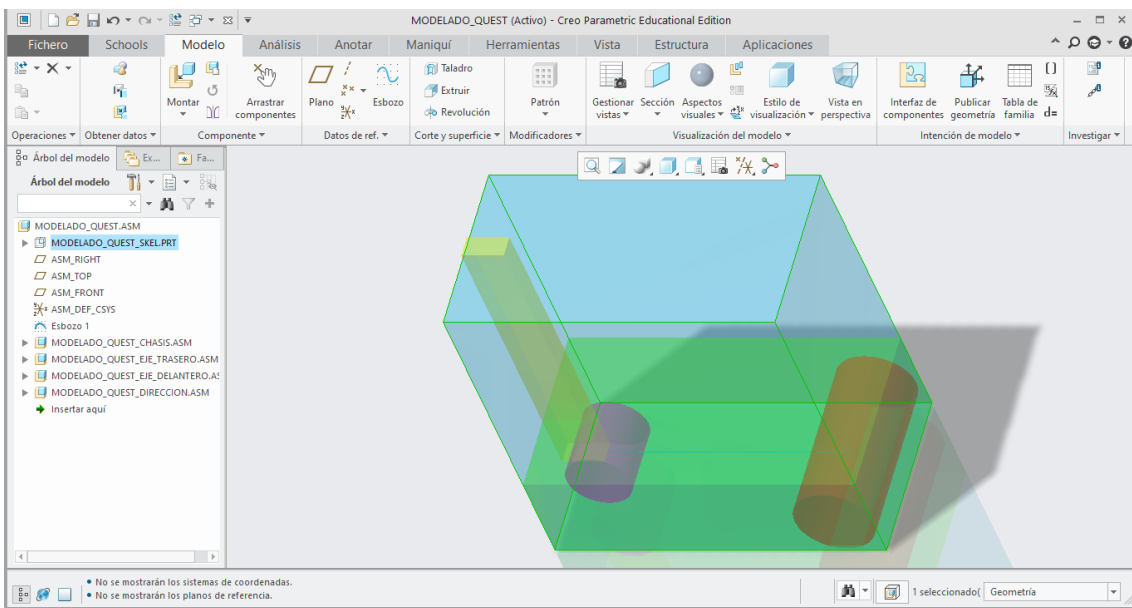 MODELADO_QUEST (Activo) - Creo Parametric Educational Edition
Fichero Schools Modelo Análisis Anotar Maniquí Herramientas Vista Estructura Aplicaciones
Montar
Arrastrar componentes
Plano
Esbozo
Taladro
Extruir
Revolución
Patrón
Gestionar vistas
Sección
Aspectos visuales
Estilo de visualización
Vista en perspectiva
Interfaz de componentes
Publicar geometría
Tabla de familia
d=
Operaciones Obtener datos Componente Datos de ref. Corte y superficie Modificadores Visualización del modelo Intención de modelo Investigar
Árbol del modelo Ex... Fa...
Árbol del modelo
MODELADO_QUEST.ASM
MODELADO_QUEST_SKEL.PRT
ASM_RIGHT
ASM_TOP
ASM_FRONT
ASM_DEF_CSYS
Esbozo 1
MODELADO_QUEST_CHASIS.ASM
MODELADO_QUEST_EJE_TRASERO.ASM
MODELADO_QUEST_EJE_DELANTERO.AS
MODELADO_QUEST_DIRECCION.ASM
Insertar aquí
• No se mostrarán los sistemas de coordenadas.
• No se mostrarán los planos de referencia.
1 seleccionado( Geometría